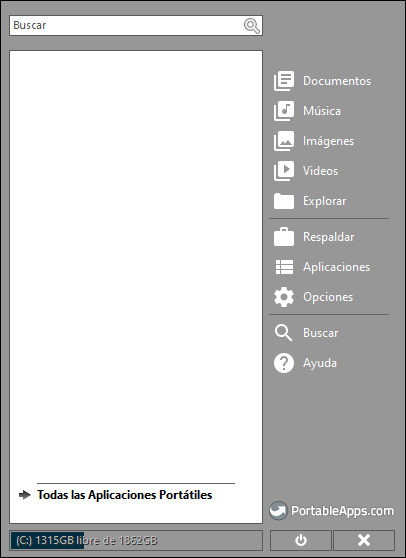 Buscar
Documentos
Música
Imágenes
Videos
Explorar
Respaldar
Aplicaciones
Opciones
Buscar
Ayuda
Todas las Aplicaciones Portátiles
PortableApps.com
(C:) 1315GB libre de 1862GB